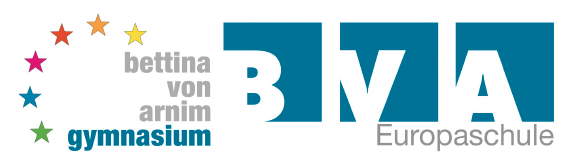 bettina
von
arnim
gymnasium
BVA
Europaschule